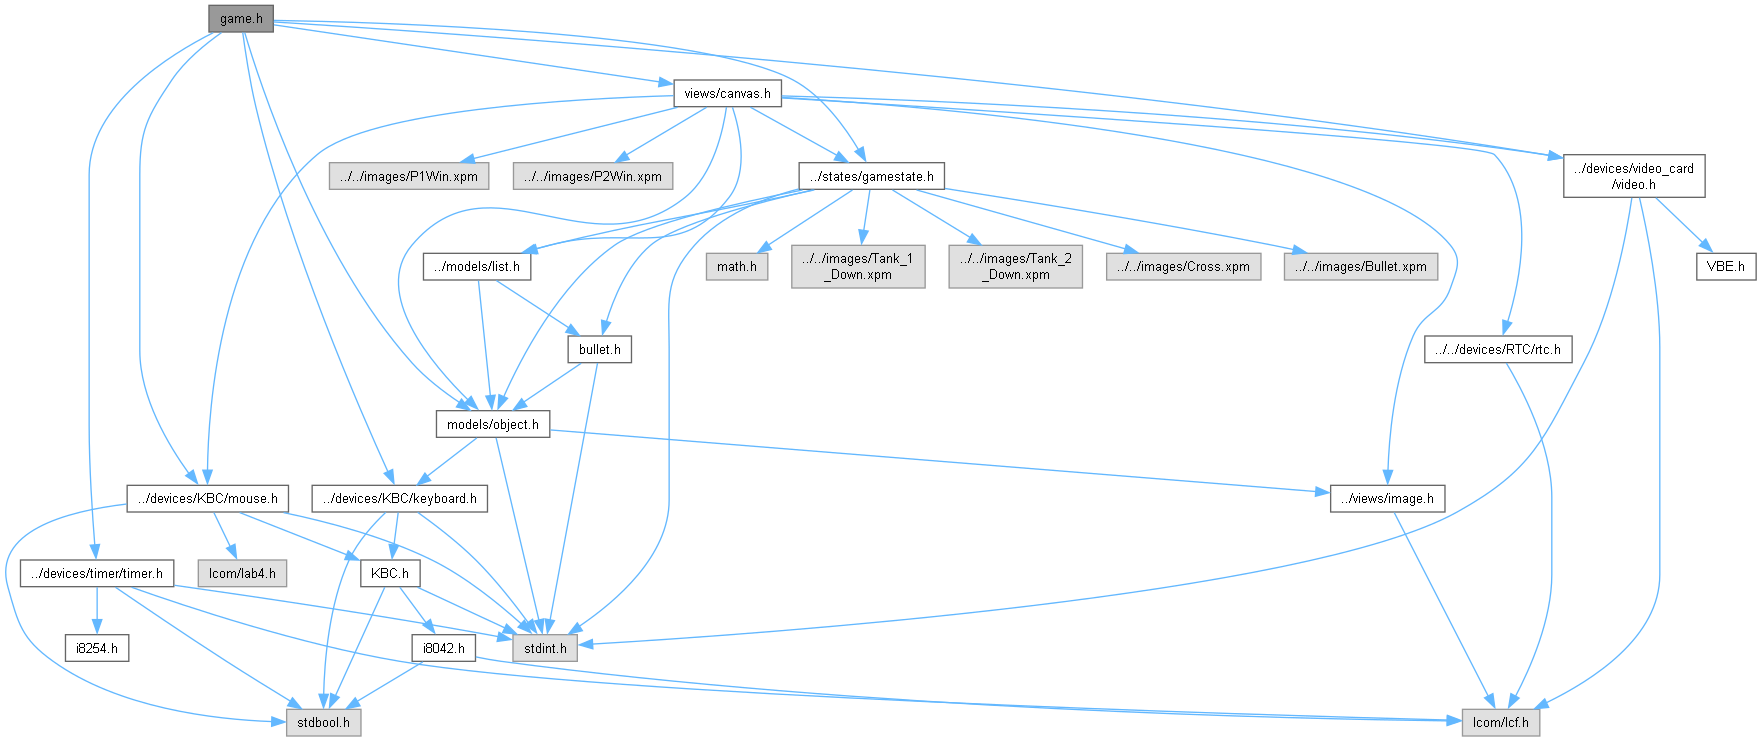 game.h
views/canvas.h
../../images/P1Win.xpm
../../images/P2Win.xpm
../states/gamestate.h
../devices/video_card
/video.h
../models/list.h
math.h
../../images/Tank_1
_Down.xpm
../../images/Tank_2
_Down.xpm
../../images/Cross.xpm
../../images/Bullet.xpm
VBE.h
bullet.h
../../devices/RTC/rtc.h
models/object.h
../devices/KBC/mouse.h
../devices/KBC/keyboard.h
../views/image.h
../devices/timer/timer.h
lcom/lab4.h
KBC.h
i8254.h
i8042.h
stdint.h
stdbool.h
lcom/lcf.h